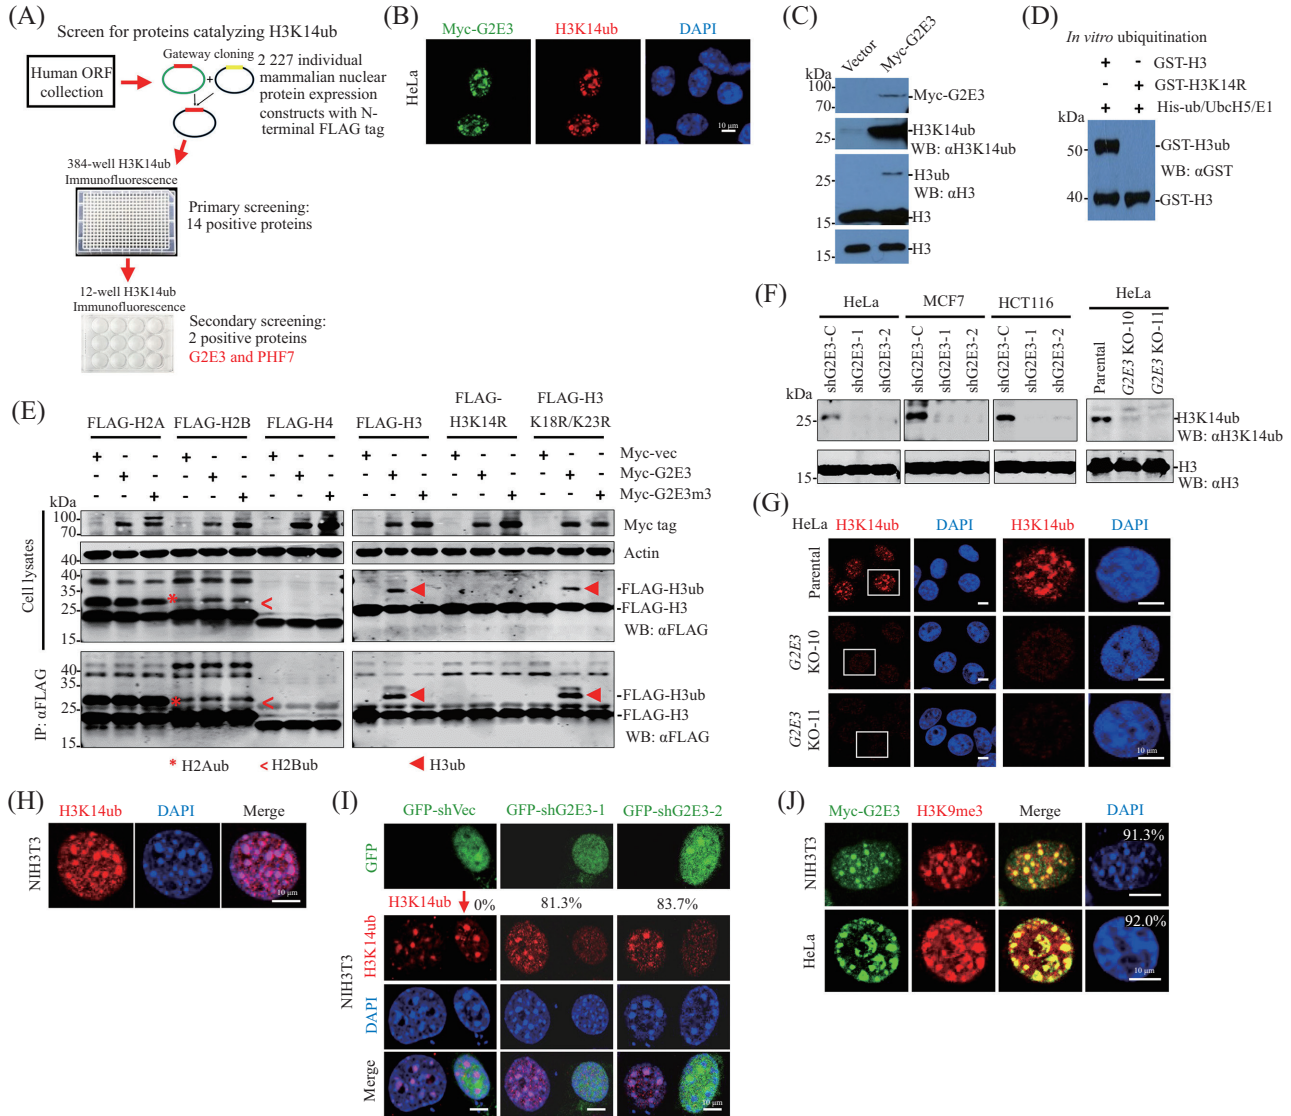 (A)
Screen for proteins catalyzing H3K14ub
Gateway cloning
Human ORF
collection
+
2 227 individual
mammalian nuclear
protein expression
constructs with N-
terminal FLAG tag
384-well H3K14ub
Immunofluorescence
Primary screening:
14 positive proteins
12-well H3K14ub
Immunofluorescence
Secondary screening:
2 positive proteins
G2E3 and PHF7
(B)
Myc-G2E3 H3K14ub DAPI
HeLa
10 μm
(C)
Vector Myc-G2E3
kDa
100
70
Myc-G2E3
25
H3K14ub
WB: αH3K14ub
25
H3ub
WB: αH3
15
H3
15
H3
(D)
In vitro ubiquitination
+ - GST-H3
- + GST-H3K14R
+ + His-ub/UbcH5/E1
kDa
50
GST-H3ub
WB: αGST
40
GST-H3
(E)
FLAG-H2A FLAG-H2B FLAG-H4 FLAG-H3 FLAG-H3K14R FLAG-H3 K18R/K23R
+ - - + - - + - - + - - + - - + - - Myc-vec
- + - - + - - + - - + - - + - - + - Myc-G2E3
- - + - - + - - + - - + - - + - - + Myc-G2E3m3
kDa
100
70
Myc tag
40
Actin
Cell lysates
40
35
25
15
* <
FLAG-H3ub
FLAG-H3
WB: αFLAG
IP: αFLAG
40
35
25
15
* <
FLAG-H3ub
FLAG-H3
WB: αFLAG
* H2Aub < H2Bub H3ub
(F)
HeLa MCF7 HCT116 HeLa
shG2E3-C shG2E3-1 shG2E3-2 shG2E3-C shG2E3-1 shG2E3-2 shG2E3-C shG2E3-1 shG2E3-2 Parental G2E3 KO-10 G2E3 KO-11
kDa
25
H3K14ub
WB: αH3K14ub
15
H3
WB: αH3
(G)
HeLa H3K14ub DAPI H3K14ub DAPI
Parental
G2E3
KO-10
G2E3
KO-11
10 μm
(H)
H3K14ub DAPI Merge
NIH3T3
10 μm
(I)
GFP-shVec GFP-shG2E3-1 GFP-shG2E3-2
GFP
H3K14ub 0% 81.3% 83.7%
NIH3T3
H3K14ub
DAPI
Merge
10 μm
(J)
Myc-G2E3 H3K9me3 Merge DAPI
NIH3T3
91.3%
HeLa
92.0%
10 μm